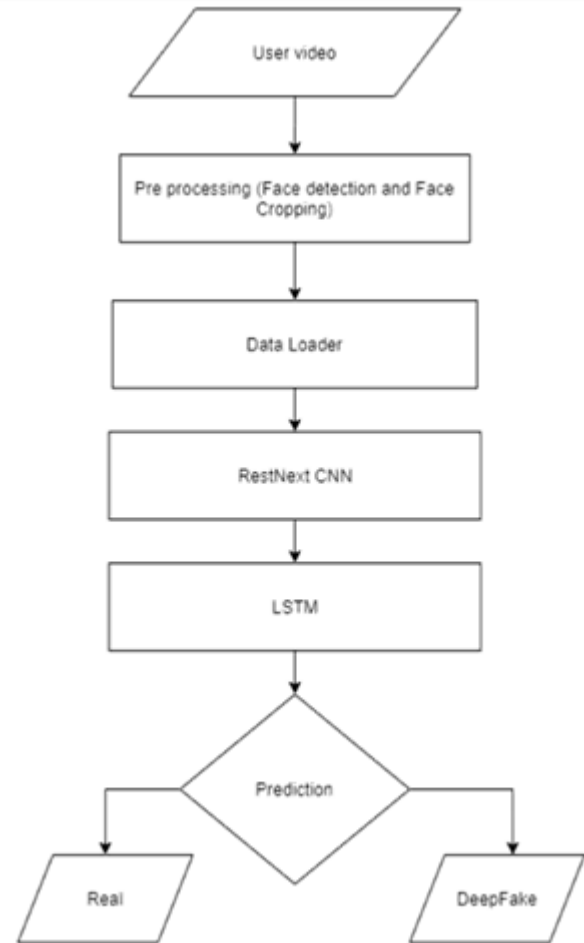 User video
Pre processing (Face detection and Face
Cropping)
Data Loader
RestNext CNN
LSTM
Prediction
Real
DeepFake